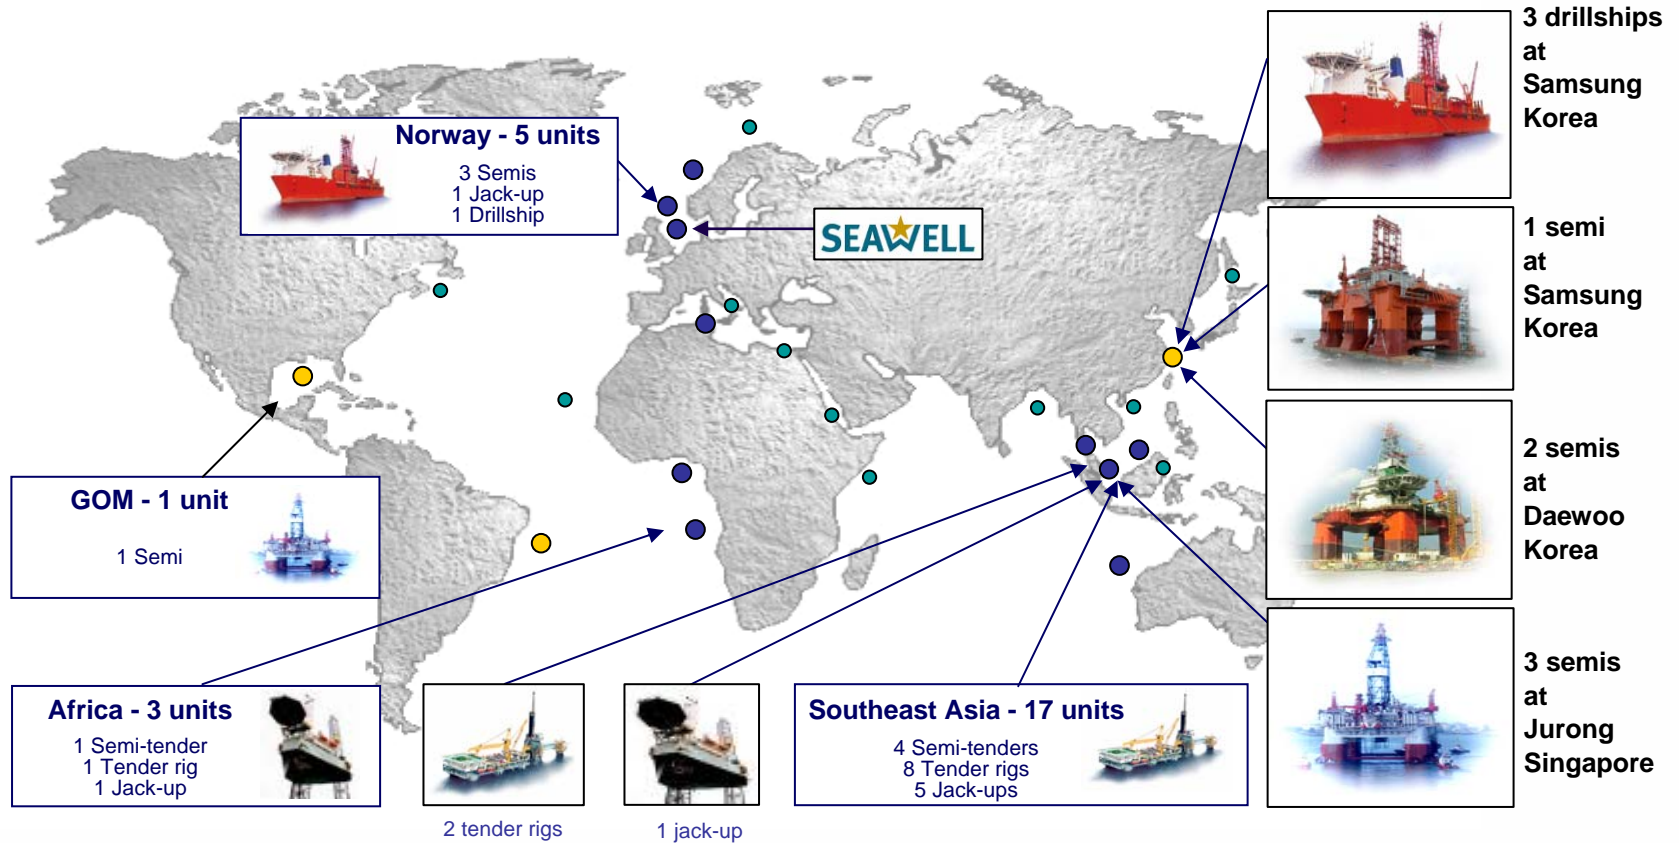 3 drillships
at
Samsung
Korea
Norway - 5 units
3 Semis
1 Jack-up
1 Drillship
SEAWELL
1 semi
at
Samsung
Korea
GOM - 1 unit
1 Semi
2 semis
at
Daewoo
Korea
Africa - 3 units
1 Semi-tender
1 Tender rig
1 Jack-up
2 tender rigs
1 jack-up
Southeast Asia - 17 units
4 Semi-tenders
8 Tender rigs
5 Jack-ups
3 semis
at
Jurong
Singapore